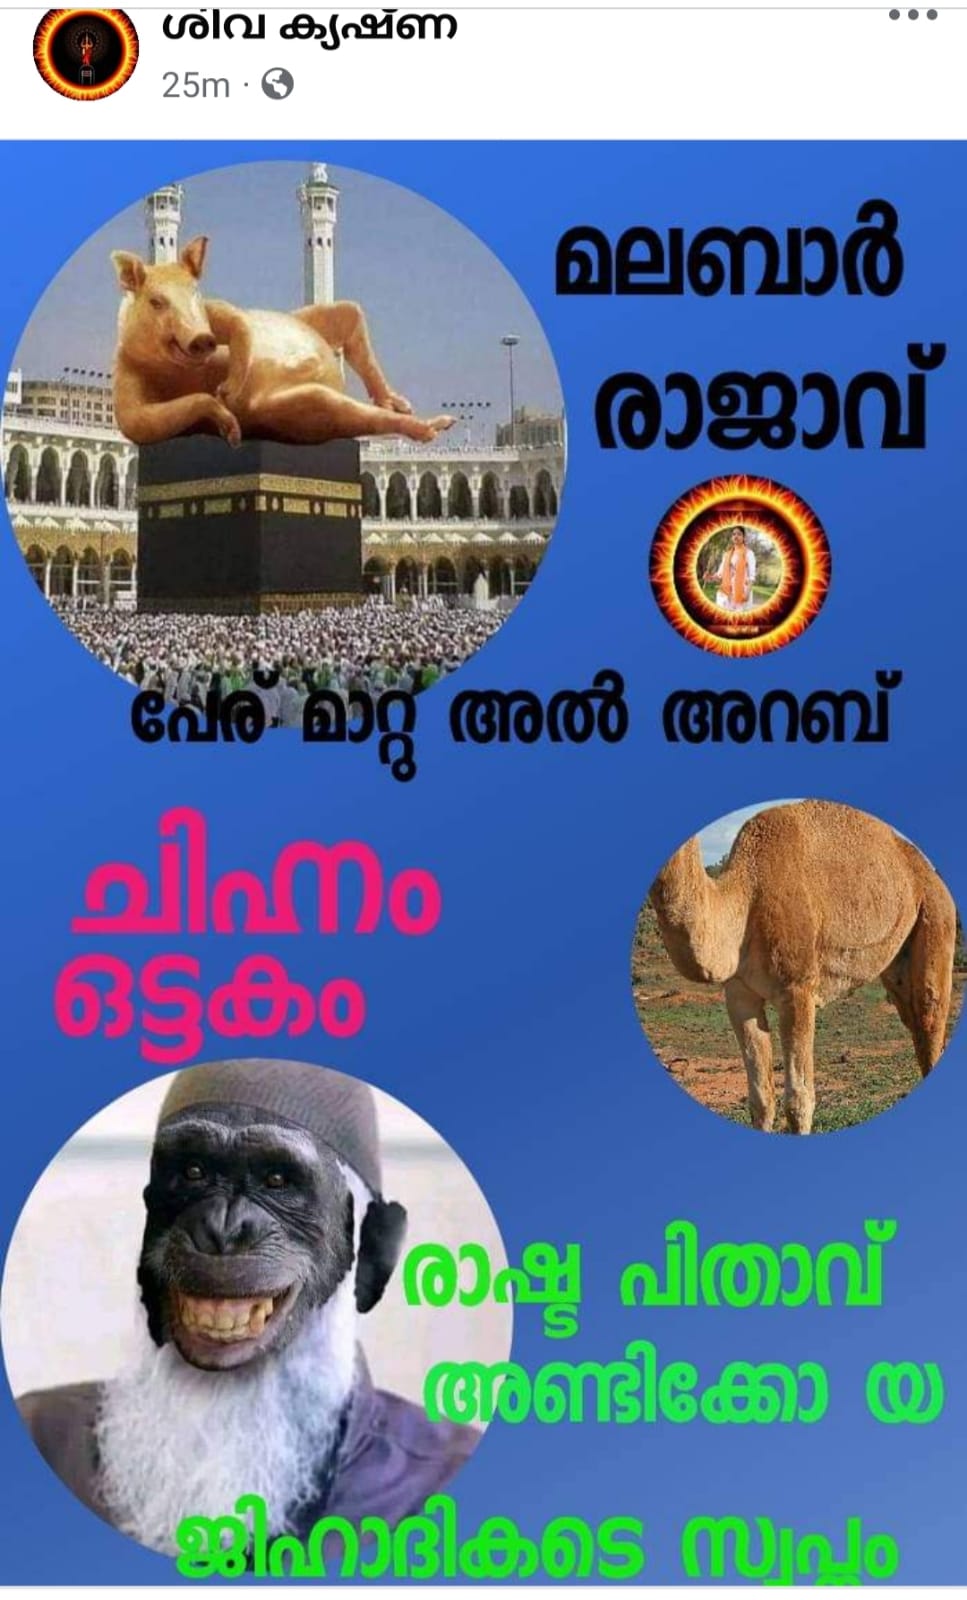 ശിവ കൃഷ്ണ
25m
മലബാർ
രാജാവ്
പേര് മാറ്റു അൽ അറബ്
ചിഹ്നം
ഒട്ടകം
രാഷ്ട്ര പിതാവ്
അണ്ടിക്കോ യ
ജിഹാദികടെ സ്വപ്നം